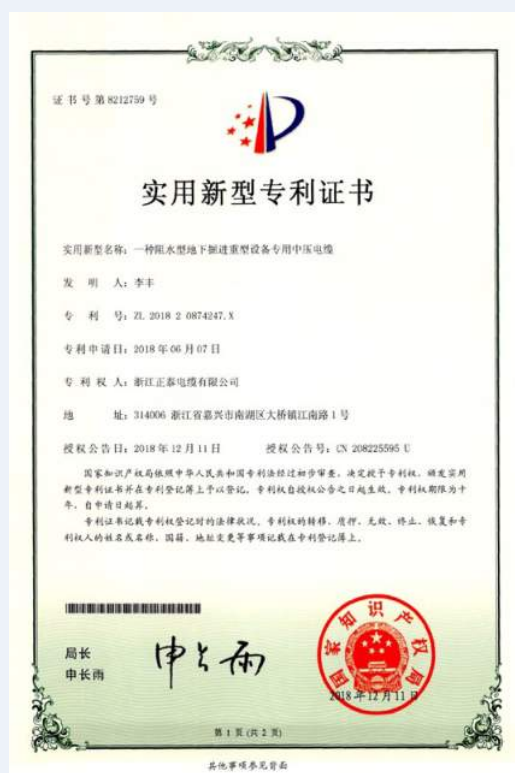 证书号第8212759号
实用新型专利证书
实用新型名称：一种阻水型地下掘进重型设备专用中压电缆
发明人：李丰
专利号：ZL 2018 2 0874247.X
专利申请日：2018年06月07日
专利权人：浙江正泰电缆有限公司
地址：314006 浙江省嘉兴市南湖区大桥镇江南路1号
授权公告日：2018年12月11日 授权公告号：CN 208225595 U
国家知识产权局依照中华人民共和国专利法经过初步审查，决定授予专利权，颁发实用
新型专利证书并在专利登记簿上予以登记。专利权自授权公告之日起生效。专利权期限为十
年，自申请日起算。
专利证书记载专利权登记时的法律状况。专利权的转移、质押、无效、终止、恢复和专
利权人的姓名或名称、国籍、地址变更等事项记载在专利登记簿上。
局长
申长雨
申长雨
国家知识产权局
2018年12月11日
第 1 页 (共 2 页)
其他事项参见背面